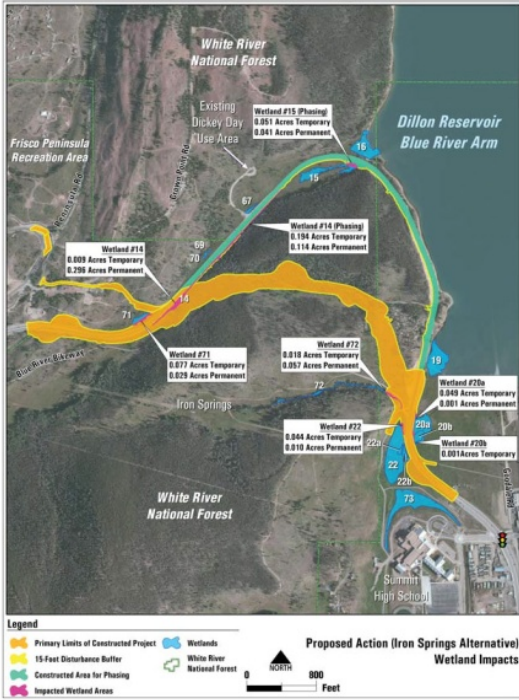 White River
National Forest
Existing
Dickey Day
Use Area
Wetland #15 (Phasing)
0.051 Acres Temporary
0.041 Acres Permanent
Dillon Reservoir
Blue River Arm
Frisco Peninsula
Recreation Area
Peninsula Rd
Crown Point Rd
16
15
67
Wetland #14 (Phasing)
0.194 Acres Temporary
0.114 Acres Permanent
69
70
Wetland #14
0.009 Acres Temporary
0.296 Acres Permanent
14
71
Blue River Bikeway
Wetland #71
0.077 Acres Temporary
0.029 Acres Permanent
Wetland #72
0.018 Acres Temporary
0.057 Acres Permanent
19
72
Iron Springs
Wetland #20a
0.049 Acres Temporary
0.001 Acres Permanent
Wetland #22
0.044 Acres Temporary
0.010 Acres Permanent
20a
20b
Wetland #20b
0.001Acres Temporary
22a
22
22b
73
White River
National Forest
Summit
High School
Legend
Primary Limits of Constructed Project
15-Foot Disturbance Buffer
Constructed Area for Phasing
Impacted Wetland Areas
Wetlands
White River
National Forest
NORTH
0 800
Feet
Proposed Action (Iron Springs Alternative)
Wetland Impacts